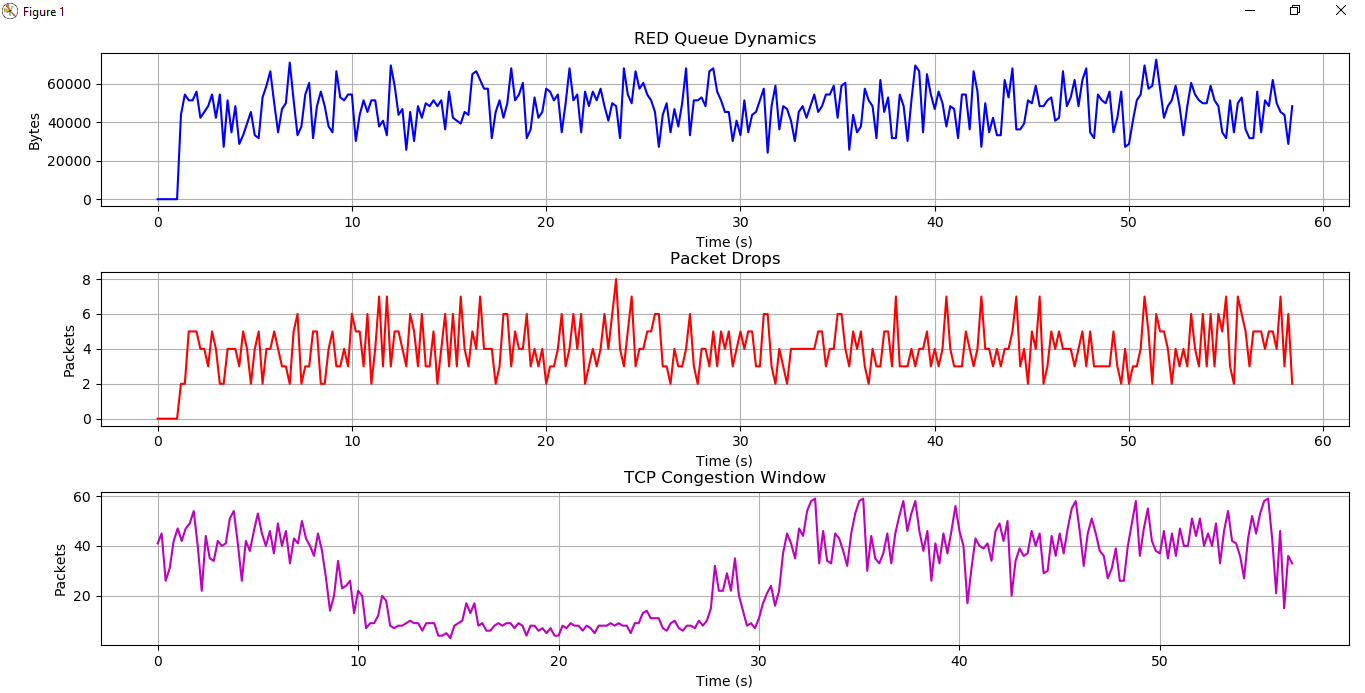 Figure 1
RED Queue Dynamics
60000
40000
20000
0
Bytes
0 10 20 30 40 50 60
Time (s)
Packet Drops
8
6
4
2
0
Packets
0 10 20 30 40 50 60
Time (s)
TCP Congestion Window
60
40
20
Packets
0 10 20 30 40 50
Time (s)